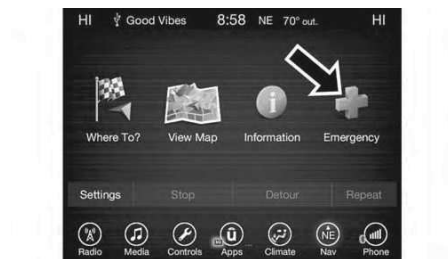 HI Good Vibes 8:58 NE 70° out. HI
Where To? View Map Information Emergency
Settings Stop Detour Repeat
NE
Radio Media Controls Apps Climate Nav Phone